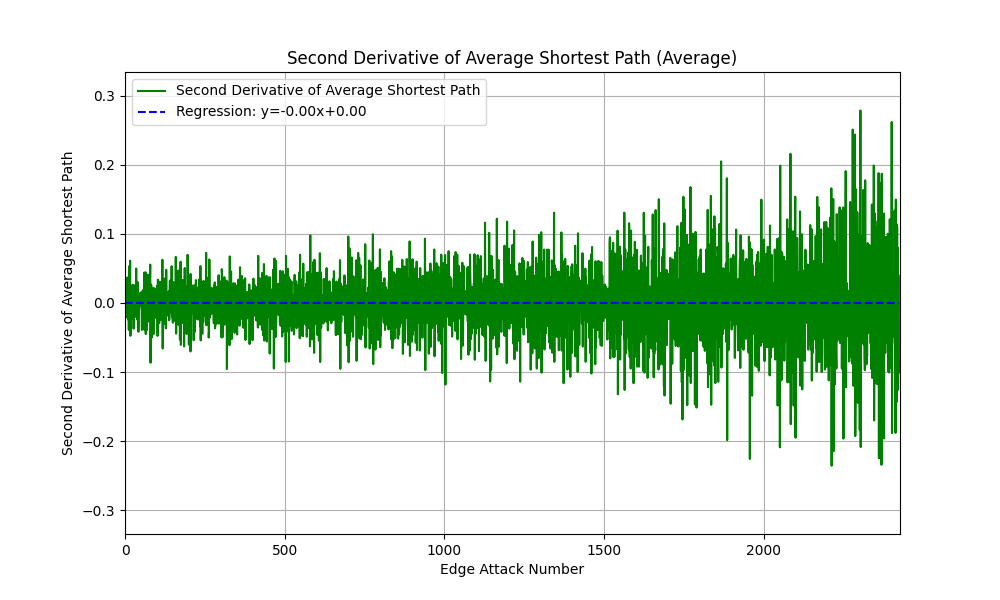 Second Derivative of Average Shortest Path (Average)
Second Derivative of Average Shortest Path
Regression: y=-0.00x+0.00
Second Derivative of Average Shortest Path
0.3
0.2
0.1
0.0
−0.1
−0.2
−0.3
0 500 1000 1500 2000
Edge Attack Number